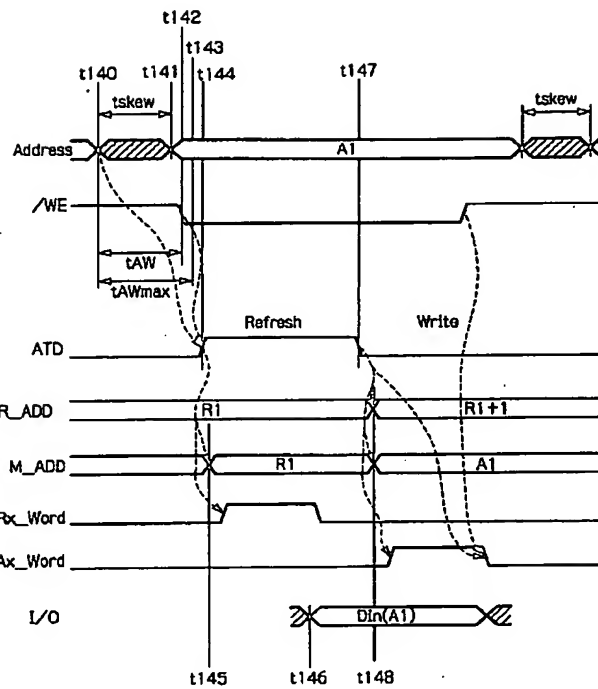 t142
t143
t140 t141 t144 t147
tskew tskew
Address A1
/WE
tAW
tAWmax
Refresh Write
ATD
R_ADD R1 R1+1
M_ADD R1 A1
Rx_Word
Ax_Word
I/O Din(A1)
t145 t146 t148